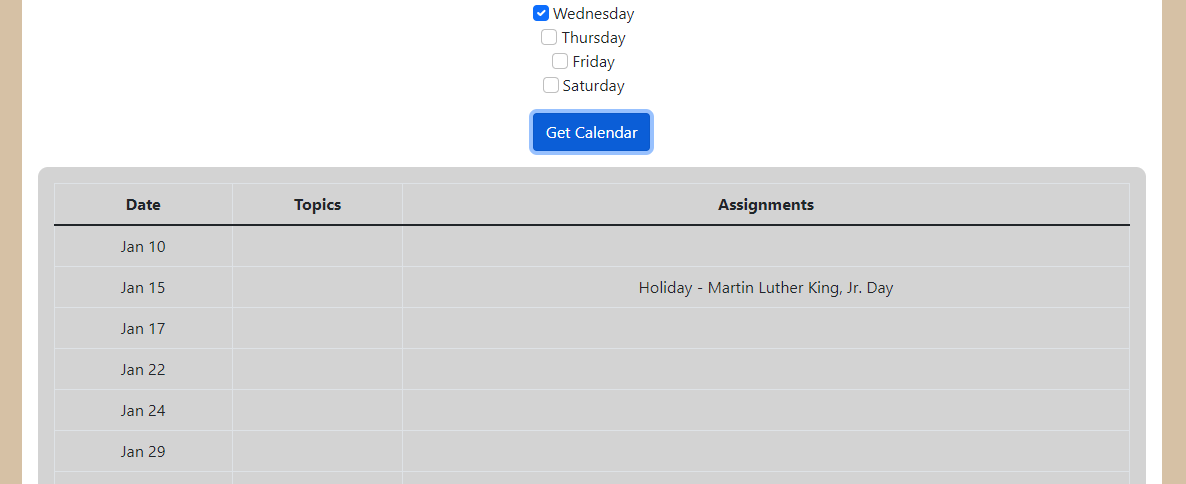 Wednesday
Thursday
Friday
Saturday
Get Calendar
Date Topics Assignments
Jan 10
Jan 15 Holiday - Martin Luther King, Jr. Day
Jan 17
Jan 22
Jan 24
Jan 29